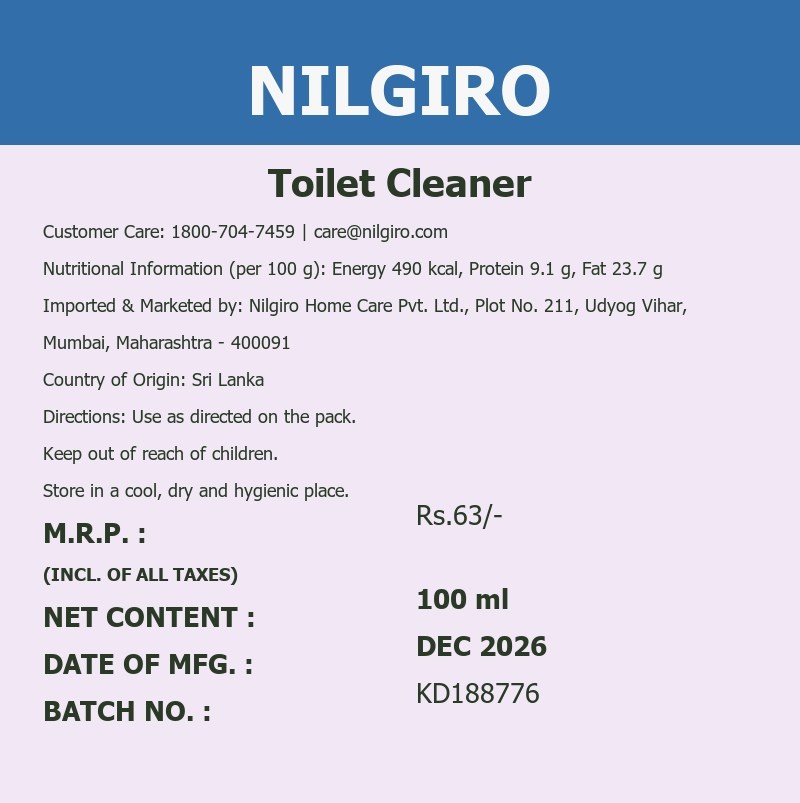 NILGIRO
Toilet Cleaner
Customer Care: 1800-704-7459 | care@nilgiro.com
Nutritional Information (per 100 g): Energy 490 kcal, Protein 9.1 g, Fat 23.7 g
Imported & Marketed by: Nilgiro Home Care Pvt. Ltd., Plot No. 211, Udyog Vihar,
Mumbai, Maharashtra - 400091
Country of Origin: Sri Lanka
Directions: Use as directed on the pack.
Keep out of reach of children.
Store in a cool, dry and hygienic place.
M.R.P. : Rs.63/-
(INCL. OF ALL TAXES)
NET CONTENT : 100 ml
DATE OF MFG. : DEC 2026
BATCH NO. : KD188776